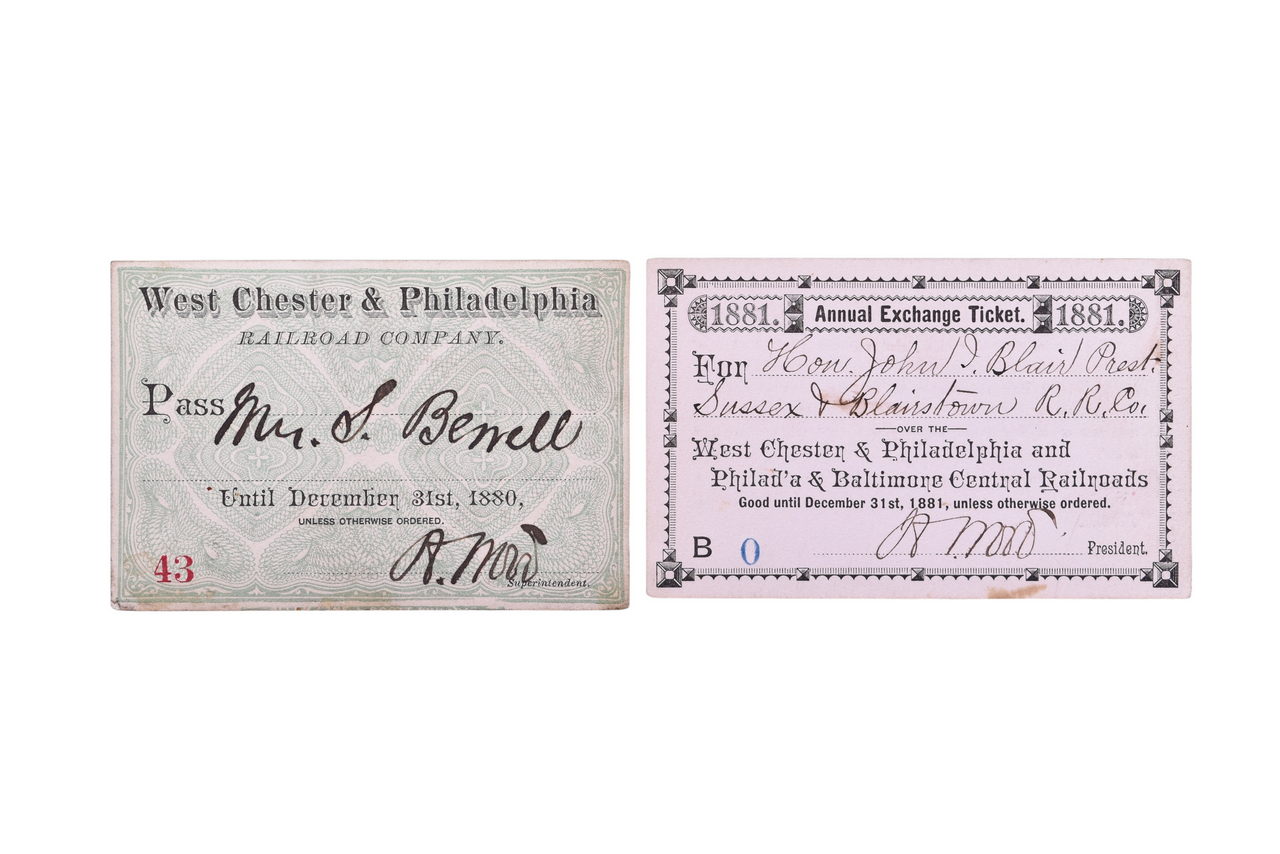 West Chester & Philadelphia
RAILROAD COMPANY.
Pass Mr. S.
Until December 31st, 1880,
UNLESS OTHERWISE ORDERED.
43
H. Wood
Superintendent.
1881. Annual Exchange Ticket. 1881.
For Hon. John I. Blair Prest.
Sussex & Blairstown R. R. Co.
OVER THE
West Chester & Philadelphia and
Philad'a & Baltimore Central Railroads
Good until December 31st, 1881, unless otherwise ordered.
B 0 H. Wood President.